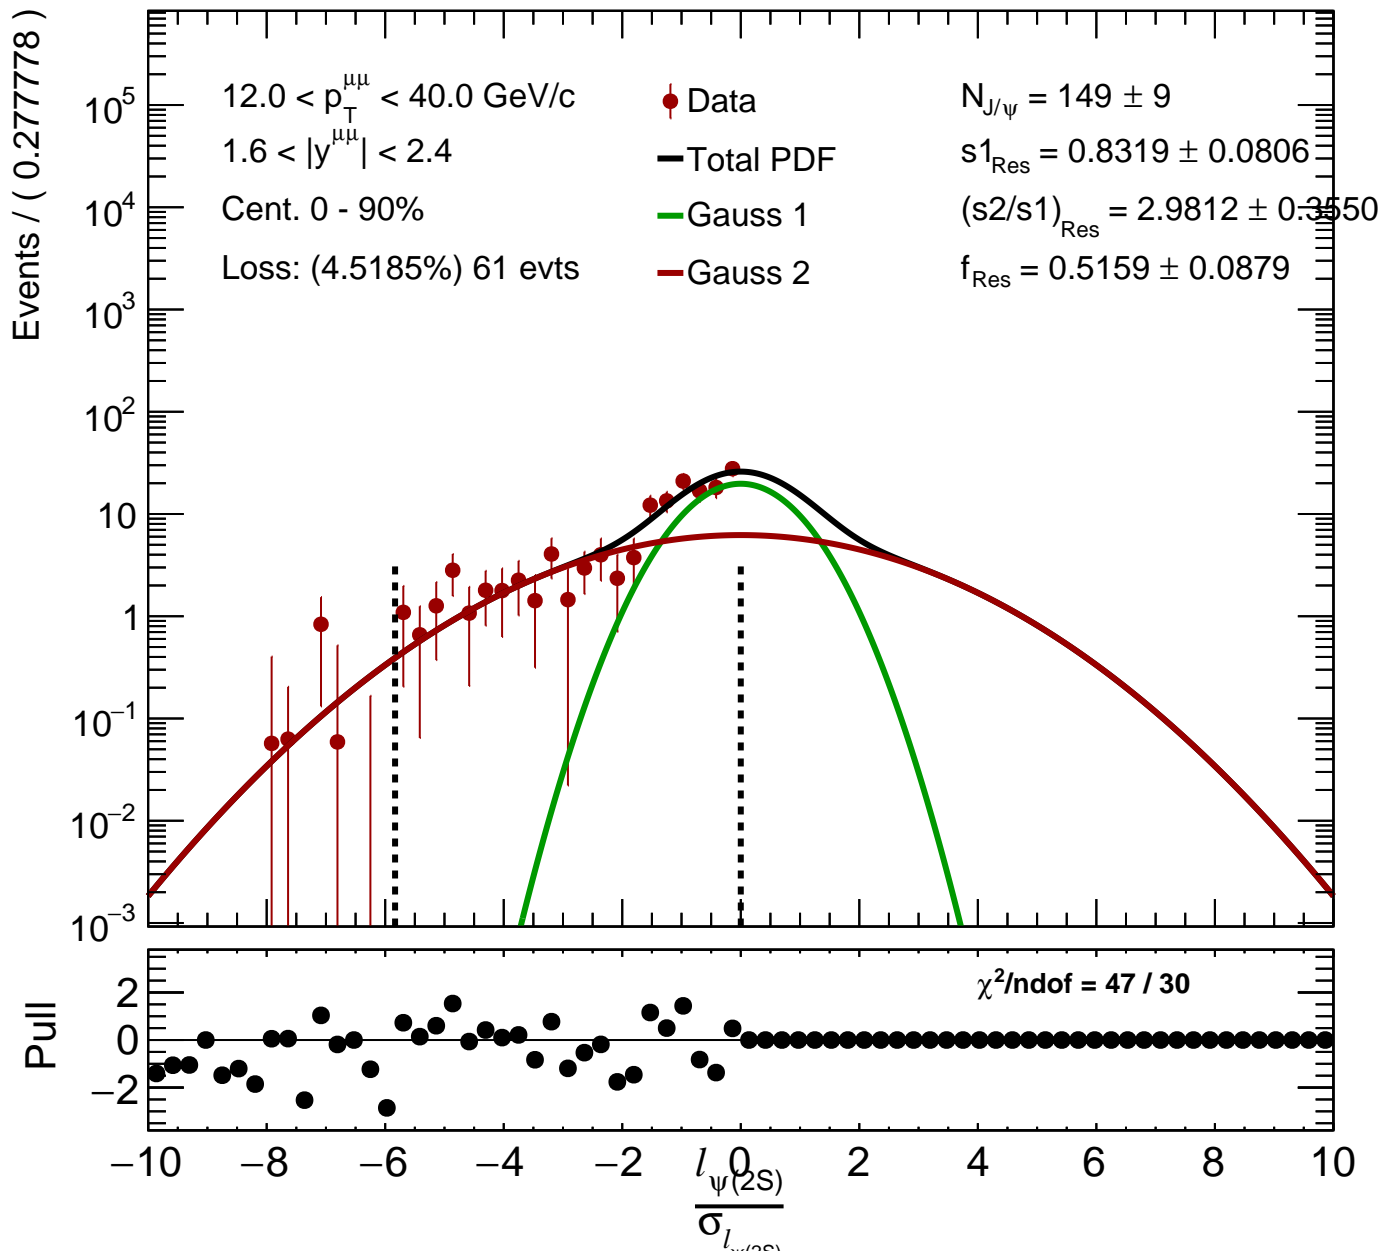 Events / ( 0.2777778 )
10^5
10^4
10^3
10^2
10
1
10^−1
10^−2
10^−3
12.0 < p_T^μμ < 40.0 GeV/c
1.6 < |y^μμ| < 2.4
Cent. 0 - 90%
Loss: (4.5185%) 61 evts
Data
Total PDF
Gauss 1
Gauss 2
N_J/ψ = 149 ± 9
s1_Res = 0.8319 ± 0.0806
(s2/s1)_Res = 2.9812 ± 0.3550
f_Res = 0.5159 ± 0.0879
Pull
2
0
−2
χ²/ndof = 47 / 30
−10 −8 −6 −4 −2 0 2 4 6 8 10
l_ψ(2S)
σ_l_ψ(2S)